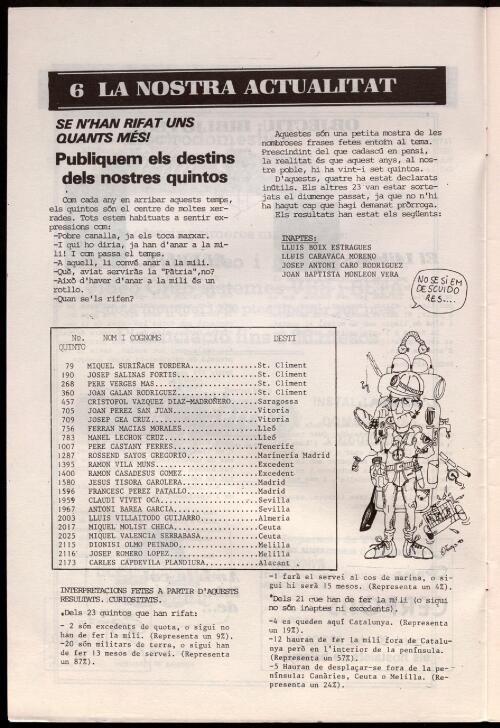 6 LA NOSTRA ACTUALITAT
SE N'HAN RIFAT UNS
QUANTS MÉS!
Publiquem els destins
dels nostres quintos
Com cada any en arribar aquests temps,
els quintos són el centre de moltes xer-
rades. Tots estem habituats a sentir ex-
pressions com:
-Pobre canalla, ja els toca marxar.
-I qui ho diria, ja han d'anar a la mi-
li! I com passa el temps.
-A aquell, li convé anar a la mili.
-Què, aviat serviràs la "Pàtria",no?
-Això d'haver d'anar a la mili és un
rotllo.
-Quan se'ls rifen?
Aquestes són una petita mostra de les
nombroses frases fetes entorn al tema.
Prescindint del que cadascú en pensi,
la realitat és que aquest any, al nos-
tre poble, hi ha vint-i set quintos.
D'aquests, quatre ha estat declarats
inútils. Els altres 23 van estar sorte-
jats el diumenge passat, ja que no n'hi
ha hagut cap que hagi demanat pròrroga.
Els resultats han estat els següents:
INAPTES:
LLUIS BOIX ESTRAGUES
LLUIS CARAVACA MORENO
JOSEP ANTONI CARO RODRIGUEZ
JOAN BAPTISTA MONLEON VERA
NO SE SI EM
DESCUIDO
RES....
No. NOM I COGNOMS DESTI
QUINTO
79 MIQUEL SURIÑACH TORDERA...............St. Climent
190 JOSEP SALINAS FORTIS..................St. Climent
268 PERE VERGES MAS.......................St. Climent
360 JOAN GALAN RODRIGUEZ..................St. Climent
457 CRISTOFOL VAZQUEZ DIAZ-MADROÑERO......Saragossa
705 JOAN PEREZ SAN JUAN...................Vitoria
709 JOSEP GEA CRUZ........................Vitoria
756 FERRAN MACIAS MORALES.................Lleó
783 MANEL LECHON CRUZ.....................Lleó
1007 PERE CASTANY FERRES...................Tenerife
1287 ROSSEND SAYOS GREGORIO................Marineria Madrid
1395 RAMON VILA MUNS.......................Excedent
1400 RAMON CASADESUS GOMEZ.................Excedent
1580 JESUS TISORA GAROLERA.................Madrid
1596 FRANCESC PEREZ PATALLO................Madrid
1959 CLAUDI VIVET OCA......................Sevilla
1967 ANTONI BAREA GARCIA...................Sevilla
2003 LLUIS VILLAITODO GUIJARRO.............Almeria
2017 MIQUEL MOLIST CHECA...................Ceuta
2025 MIQUEL VALENCIA SERRABASA.............Ceuta
2115 DIONISI OLMO PEINADO..................Melilla
2116 JOSEP ROMERO LOPEZ....................Melilla
2173 CARLES CAPDEVILA PLANDIURA............Alacant
INTERPRETACIONS FETES A PARTIR D'AQUESTS
RESULTATS. CURIOSITATS.
*Dels 23 quintos que han rifat:
- 2 són excedents de quota, o sigui no
han de fer la mili. (Representa un 9%).
-20 són militars de terra, o sigui han
de fer 13 mesos de servei. (Representa
un 87%).
-1 farà el servei al cos de marina, o si-
gui hi serà 15 mesos. (Representa un 4%).
*Dels 21 que han de fer la mili (o sigui
no són inaptes ni excedents).
-4 es queden aquí Catalunya. (Representa
un 19%).
-12 hauran de fer la mili fora de Catalu-
nya però en l'interior de la península.
(Representa un 57%).
-5 Hauran de desplaçar-se fora de la pe-
nínsula: Canàries, Ceuta o Melilla. (Re-
presenta un 24%).